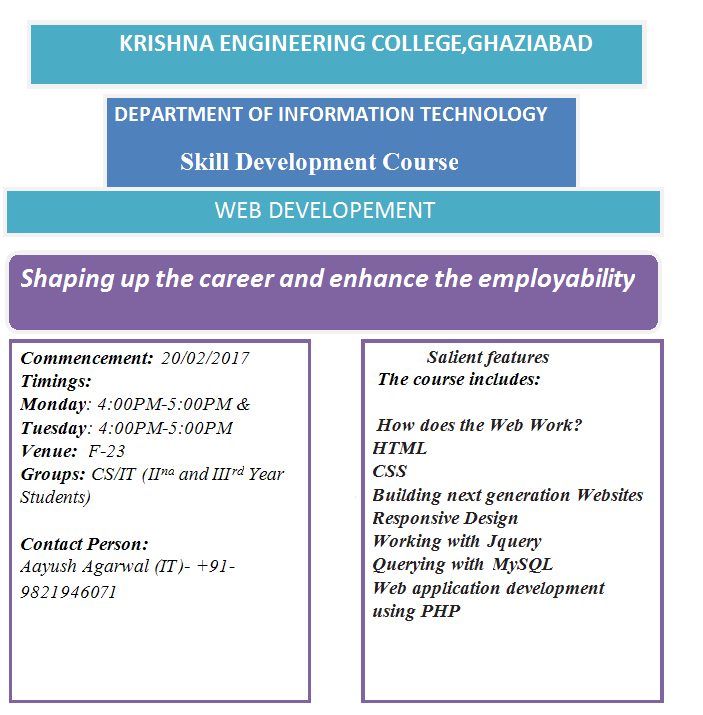 KRISHNA ENGINEERING COLLEGE,GHAZIABAD
DEPARTMENT OF INFORMATION TECHNOLOGY
Skill Development Course
WEB DEVELOPEMENT
Shaping up the career and enhance the employability
Commencement: 20/02/2017
Timings:
Monday: 4:00PM-5:00PM &
Tuesday: 4:00PM-5:00PM
Venue: F-23
Groups: CS/IT (IIna and IIIrd Year
Students)
Contact Person:
Aayush Agarwal (IT)- +91-
9821946071
Salient features
The course includes:
How does the Web Work?
HTML
CSS
Building next generation Websites
Responsive Design
Working with Jquery
Querying with MySQL
Web application development
using PHP